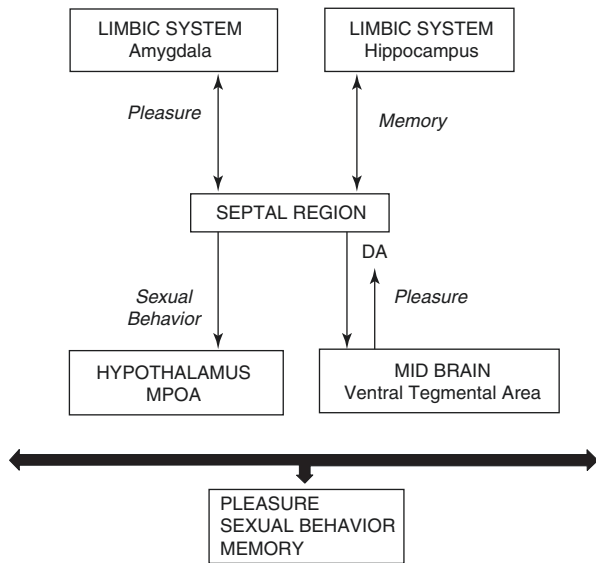 LIMBIC SYSTEM
Amygdala
LIMBIC SYSTEM
Hippocampus
Pleasure
Memory
SEPTAL REGION
DA
Sexual
Behavior
Pleasure
HYPOTHALAMUS
MPOA
MID BRAIN
Ventral Tegmental Area
PLEASURE
SEXUAL BEHAVIOR
MEMORY